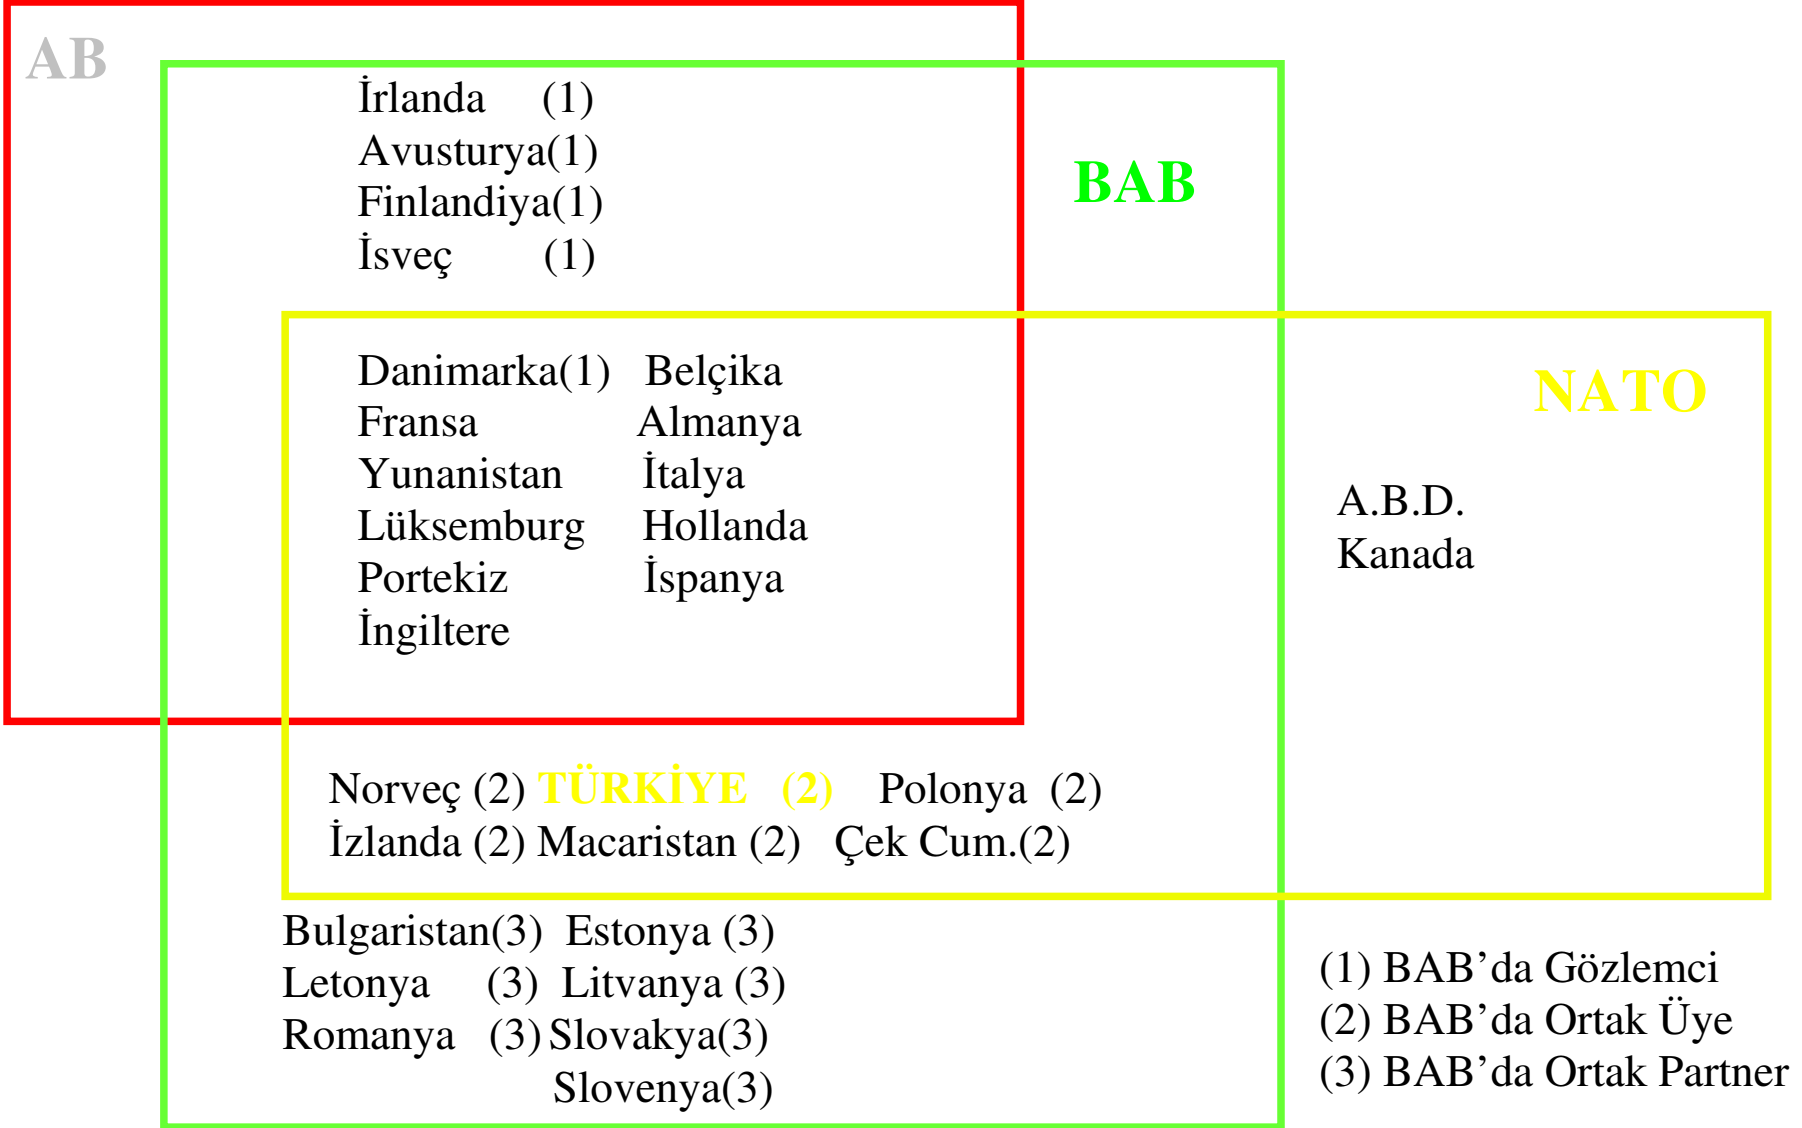 AB
İrlanda (1)
Avusturya(1)
Finlandiya(1)
İsveç (1)
BAB
Danimarka(1) Belçika
Fransa Almanya
Yunanistan İtalya
Lüksemburg Hollanda
Portekiz İspanya
İngiltere
NATO
A.B.D.
Kanada
Norveç (2) TÜRKİYE (2) Polonya (2)
İzlanda (2) Macaristan (2) Çek Cum.(2)
Bulgaristan(3) Estonya (3)
Letonya (3) Litvanya (3)
Romanya (3) Slovakya(3)
Slovenya(3)
(1) BAB’da Gözlemci
(2) BAB’da Ortak Üye
(3) BAB’da Ortak Partner